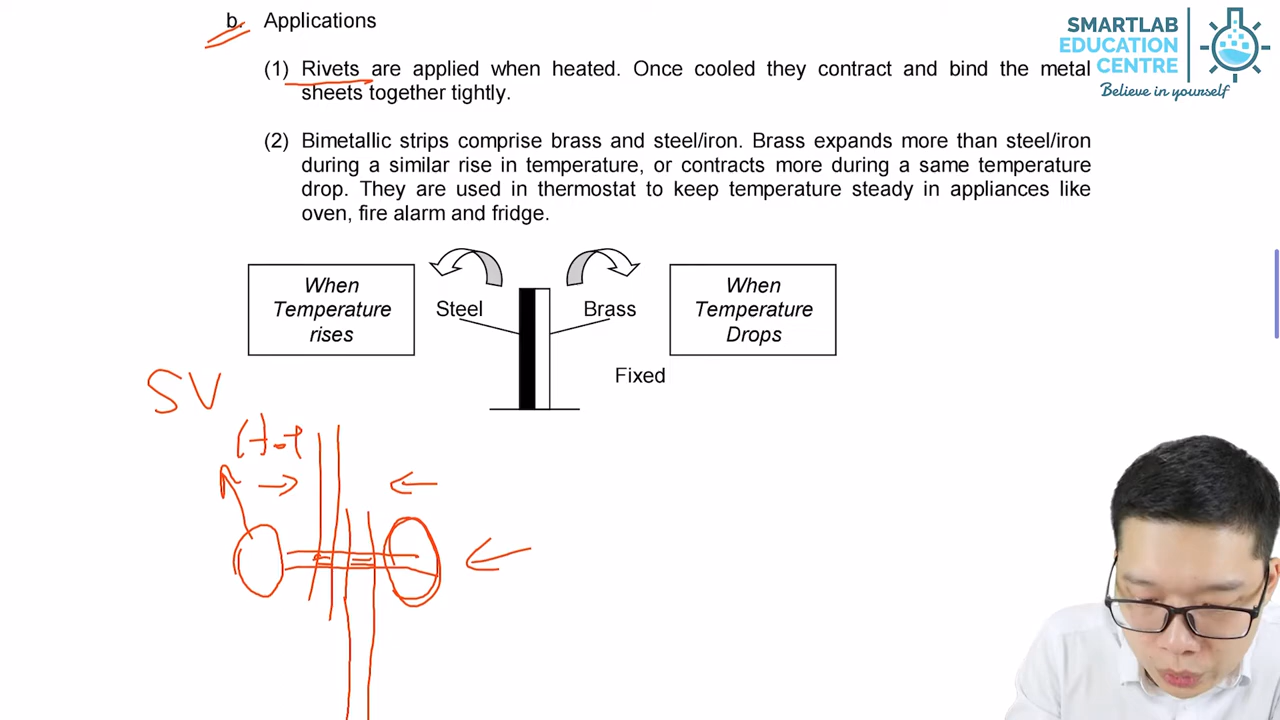 b. Applications
SMARTLAB
EDUCATION
CENTRE
Believe in yourself
(1) Rivets are applied when heated. Once cooled they contract and bind the metal
sheets together tightly.
(2) Bimetallic strips comprise brass and steel/iron. Brass expands more than steel/iron
during a similar rise in temperature, or contracts more during a same temperature
drop. They are used in thermostat to keep temperature steady in appliances like
oven, fire alarm and fridge.
When
Temperature
rises
Steel
Brass
When
Temperature
Drops
Fixed
SV
Hot